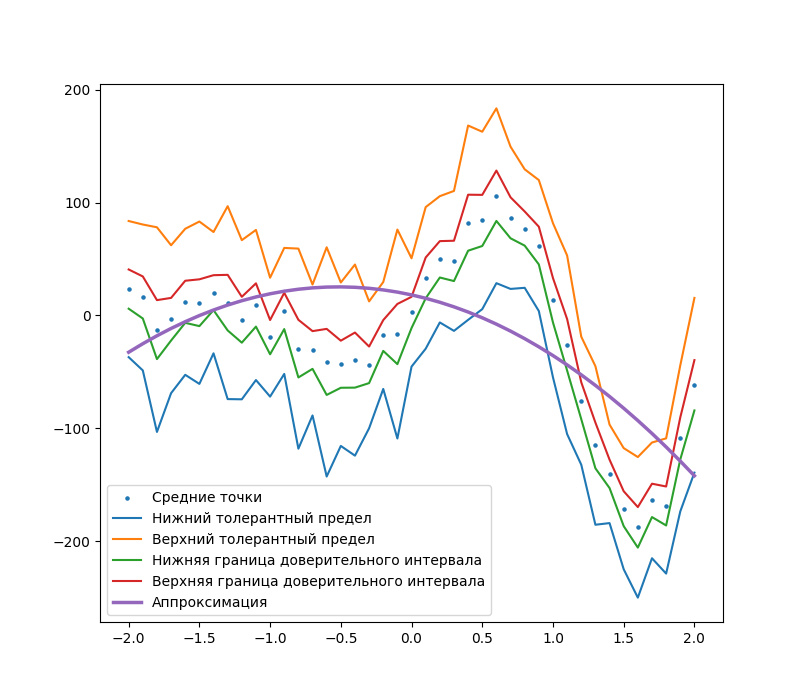 200
100
0
−100
−200
Средние точки
Нижний толерантный предел
Верхний толерантный предел
Нижняя граница доверительного интервала
Верхняя граница доверительного интервала
Аппроксимация
−2.0 −1.5 −1.0 −0.5 0.0 0.5 1.0 1.5 2.0